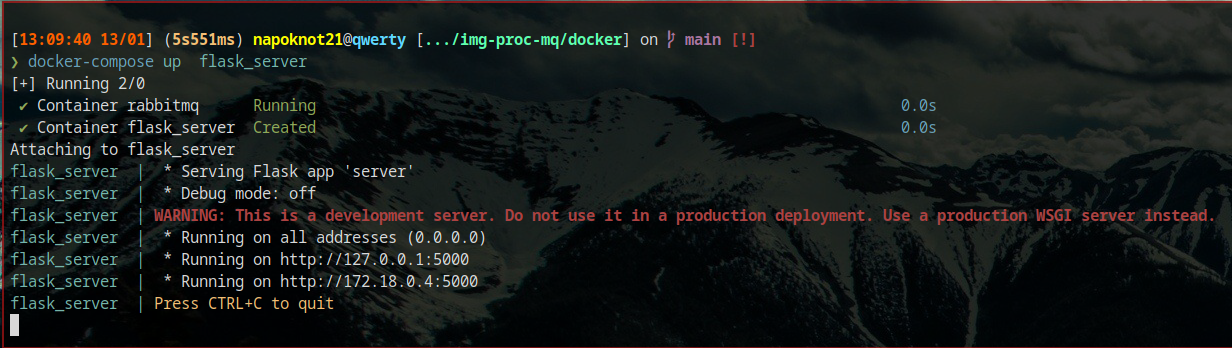 [13:09:40 13/01] (5s551ms) napoknot21@qwerty [.../img-proc-mq/docker] on  main [!]
❯ docker-compose up  flask_server
[+] Running 2/0
 ✔ Container rabbitmq      Running                                                                 0.0s
 ✔ Container flask_server  Created                                                                 0.0s
Attaching to flask_server
flask_server  |  * Serving Flask app 'server'
flask_server  |  * Debug mode: off
flask_server  | WARNING: This is a development server. Do not use it in a production deployment. Use a production WSGI server instead.
flask_server  |  * Running on all addresses (0.0.0.0)
flask_server  |  * Running on http://127.0.0.1:5000
flask_server  |  * Running on http://172.18.0.4:5000
flask_server  | Press CTRL+C to quit